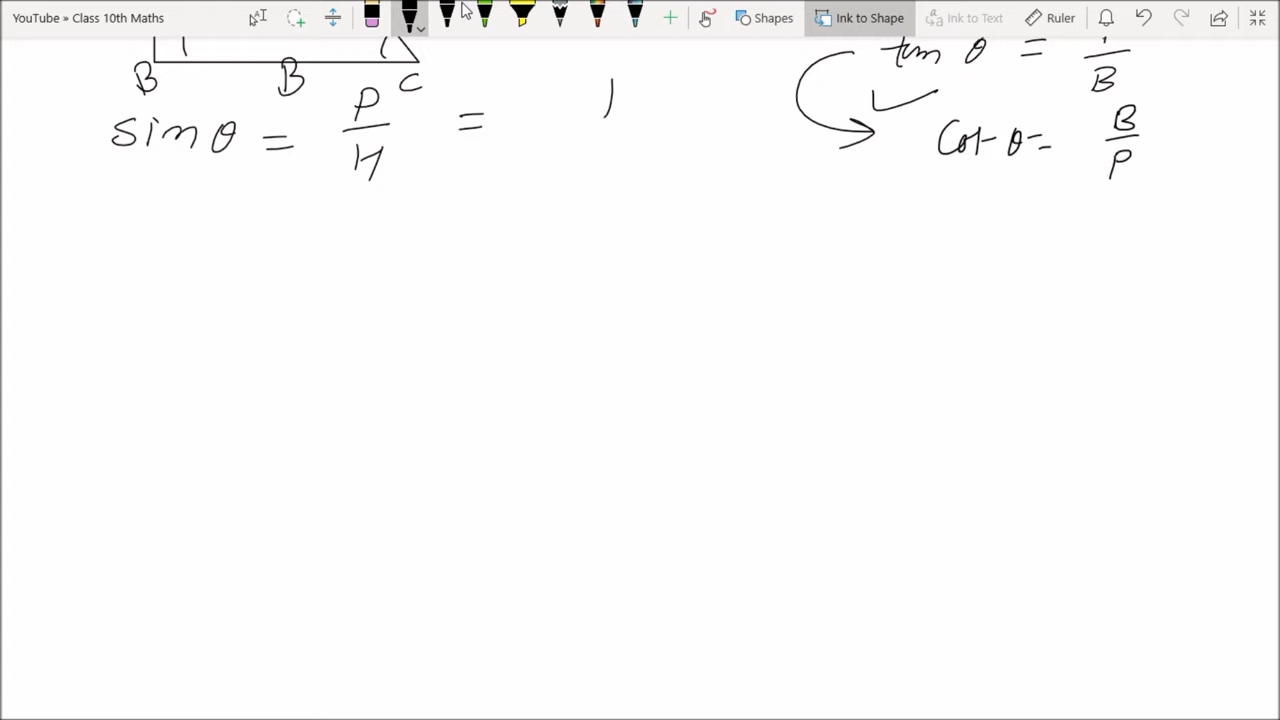 YouTube » Class 10th Maths Shapes Ink to Shape Ink to Text Ruler
B B C
sin θ = P/H =
tan θ = /B
Cot θ = B/P